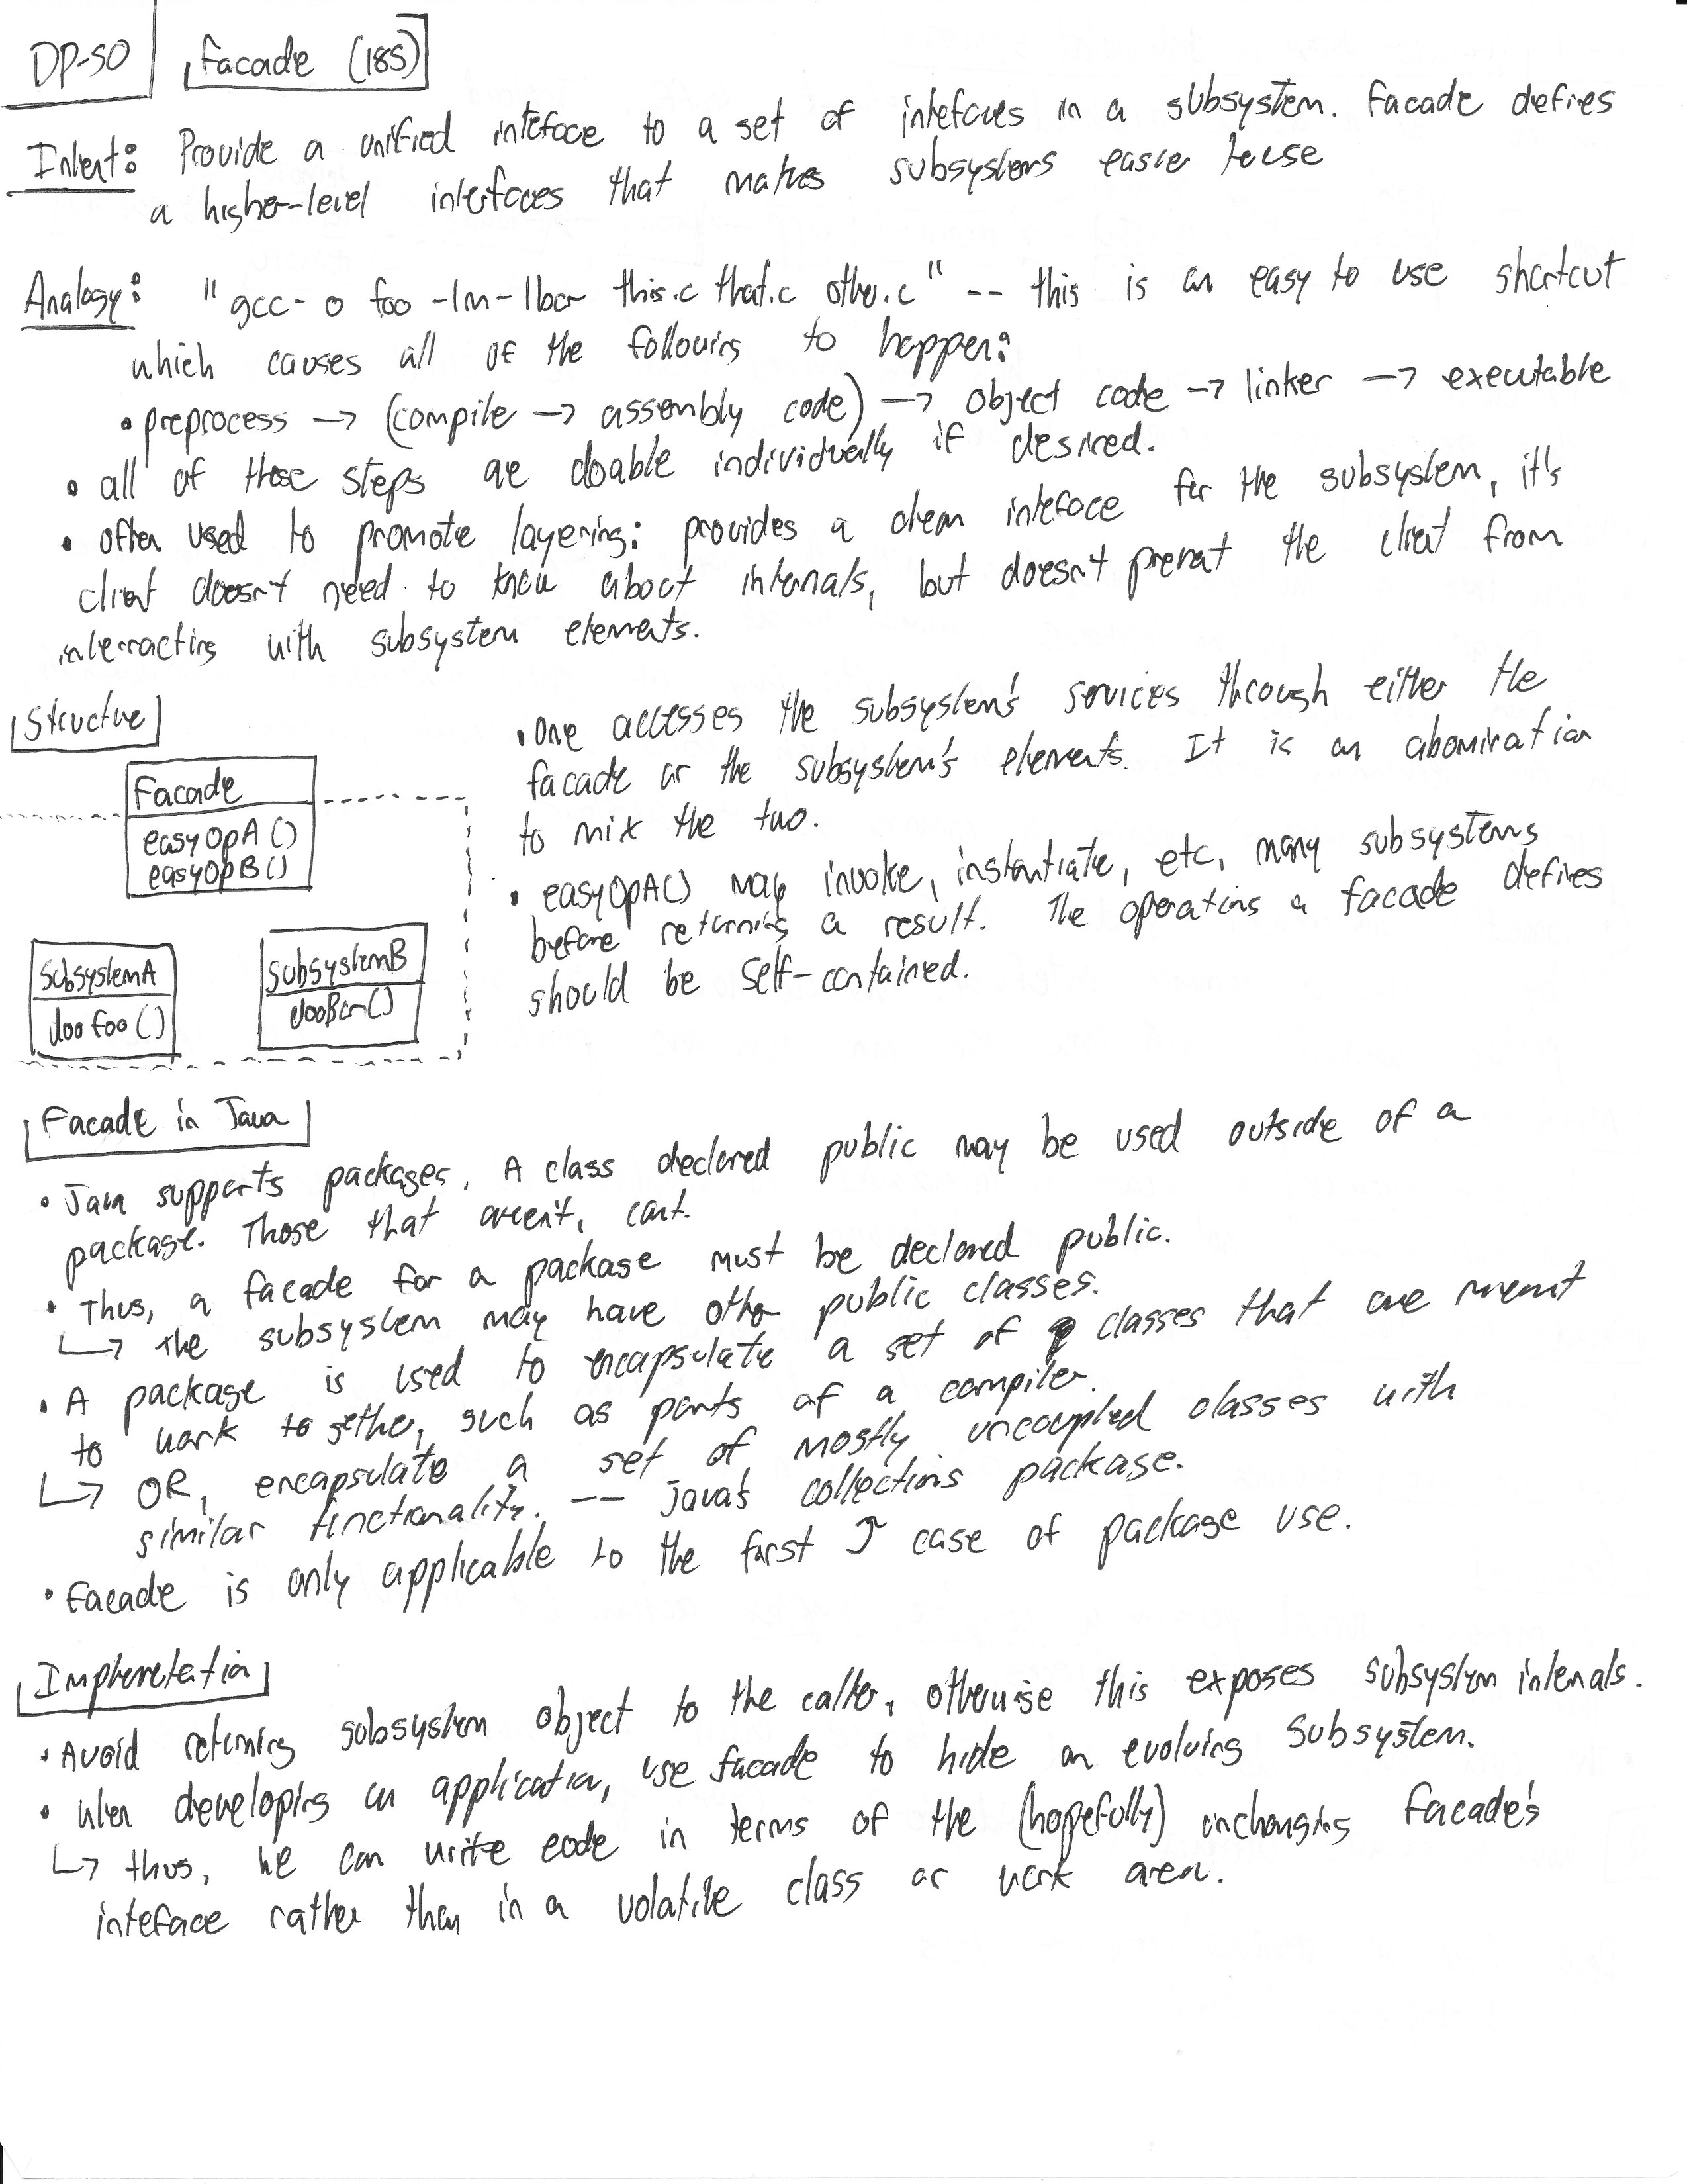 DP-50
Facade (185)
Intent: Provide a unified inteface to a set of intefaces in a subsystem. Facade defines
a higher-level interfaces that makes subsystems easier to use
Analogy: "gcc -o foo -lm -lbar this.c that.c other.c" -- this is an easy to use shortcut
which causes all of the following to happen:
• preprocess → (compile → assembly code) → object code → linker → executable
• all of these steps are doable individually if desired.
• often used to promote layering: provides a clean inteface for the subsystem, it's
client doesn't need to know about internals, but doesn't prevent the client from
interracting with subsystem elements.
Structure
Facade
easyOpA()
easyOpB()
SubsystemA
dooFoo()
SubsystemB
dooBar()
• One accesses the subsystem's services through either the
facade or the subsystem's elements. It is an abomination
to mix the two.
• easyOpA() may invoke, instantiate, etc, many subsystems
before returning a result. The operations a facade defines
should be self-contained.
Facade in Java
• Java supports packages. A class declared public may be used outside of a
package. Those that aren't, can't.
• Thus, a facade for a package must be declared public.
↳ the subsystem may have other public classes.
• A package is used to encapsulate a set of classes that are meant
to work together, such as parts of a compiler.
↳ OR, encapsulate a set of mostly uncoupled classes with
similar functionality. -- Java's collections package.
• Facade is only applicable to the first case of package use.
Implementation
• Avoid returning subsystem object to the caller, otherwise this exposes subsystem internals.
• When developing an application, use facade to hide an evolving subsystem.
↳ thus, we can write code in terms of the (hopefully) unchanging facade's
inteface rather than in a volatile class or work area.